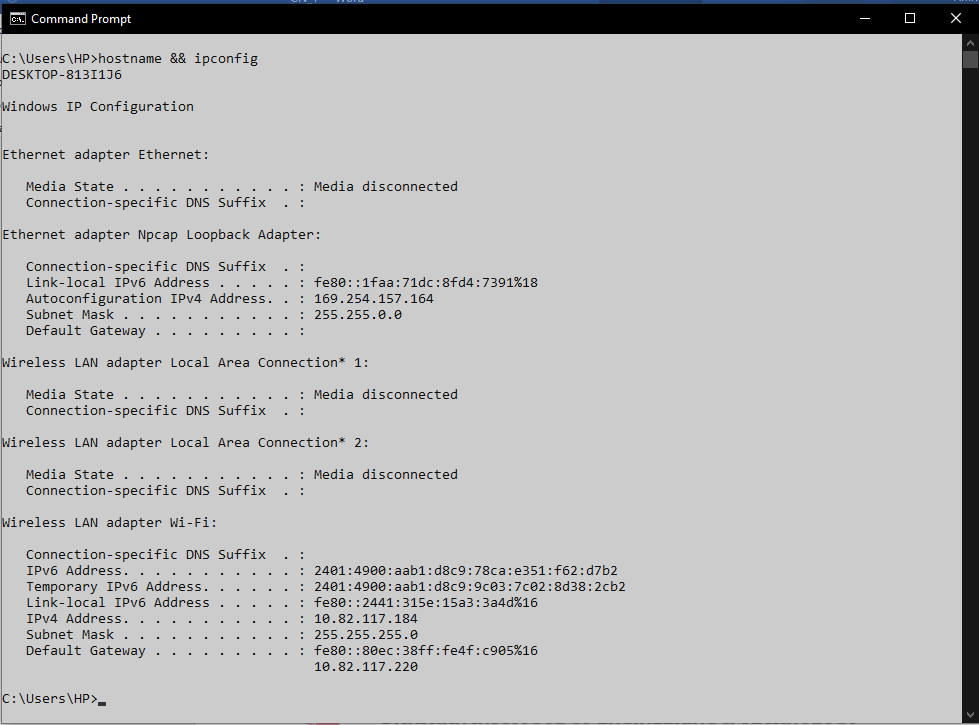 Command Prompt
C:\Users\HP>hostname && ipconfig
DESKTOP-813I1J6
Windows IP Configuration
Ethernet adapter Ethernet:
Media State . . . . . . . . . . . : Media disconnected
Connection-specific DNS Suffix . :
Ethernet adapter Npcap Loopback Adapter:
Connection-specific DNS Suffix . :
Link-local IPv6 Address . . . . . : fe80::1faa:71dc:8fd4:7391%18
Autoconfiguration IPv4 Address. . : 169.254.157.164
Subnet Mask . . . . . . . . . . . : 255.255.0.0
Default Gateway . . . . . . . . . :
Wireless LAN adapter Local Area Connection* 1:
Media State . . . . . . . . . . . : Media disconnected
Connection-specific DNS Suffix . :
Wireless LAN adapter Local Area Connection* 2:
Media State . . . . . . . . . . . : Media disconnected
Connection-specific DNS Suffix . :
Wireless LAN adapter Wi-Fi:
Connection-specific DNS Suffix . :
IPv6 Address. . . . . . . . . . . : 2401:4900:aab1:d8c9:78ca:e351:f62:d7b2
Temporary IPv6 Address. . . . . . : 2401:4900:aab1:d8c9:9c03:7c02:8d38:2cb2
Link-local IPv6 Address . . . . . : fe80::2441:315e:15a3:3a4d%16
IPv4 Address. . . . . . . . . . . : 10.82.117.184
Subnet Mask . . . . . . . . . . . : 255.255.255.0
Default Gateway . . . . . . . . . : fe80::80ec:38ff:fe4f:c905%16
10.82.117.220
C:\Users\HP>